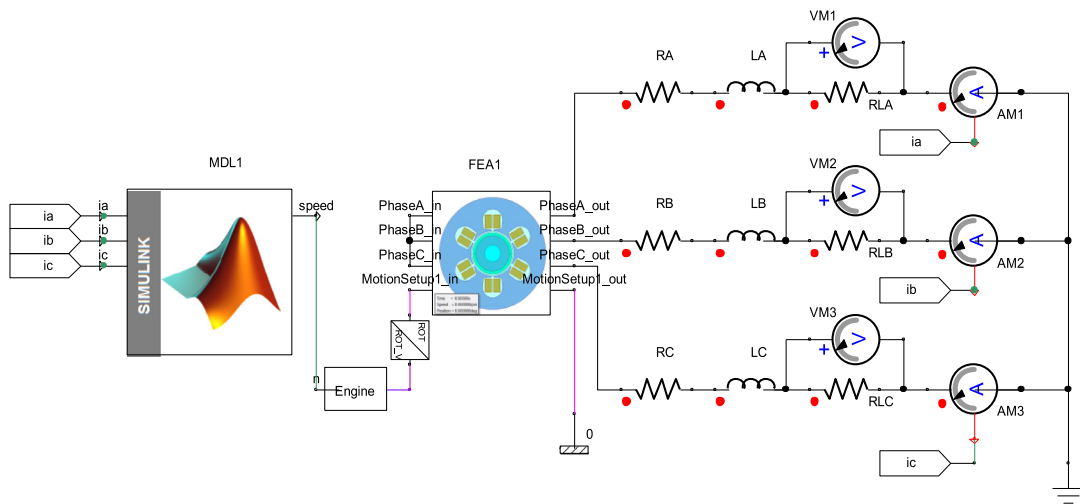 VM1
RA
LA
+
V
RLA
A
AM1
ia
MDL1
FEA1
VM2
ia
ia
speed
PhaseA_in
PhaseA_out
RB
LB
+
V
ib
ib
PhaseB_in
PhaseB_out
RLB
A
AM2
ic
ic
PhaseC_in
PhaseC_out
SIMULINK
MotionSetup1_in
MotionSetup1_out
ib
ROT
ROT_V
VM3
RC
LC
+
V
n
Engine
RLC
A
AM3
0
ic